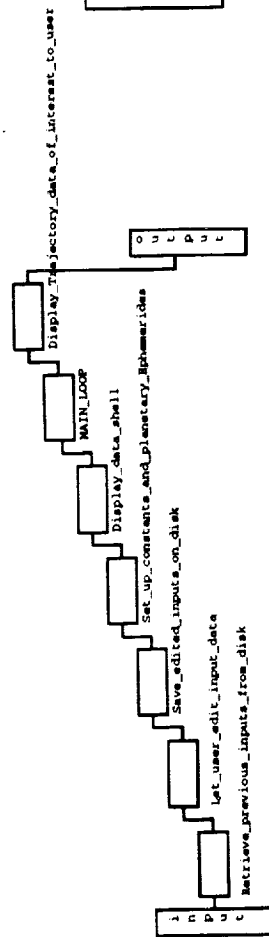 input
Retrieve_previous_inputs_from_disk
Let_user_edit_input_data
Save_edited_inputs_on_disk
Set_up_constants_and_planetary_Ephemerides
Display_data_shell
MAIN_LOOP
Display_Trajectory_data_of_interest_to_user
output